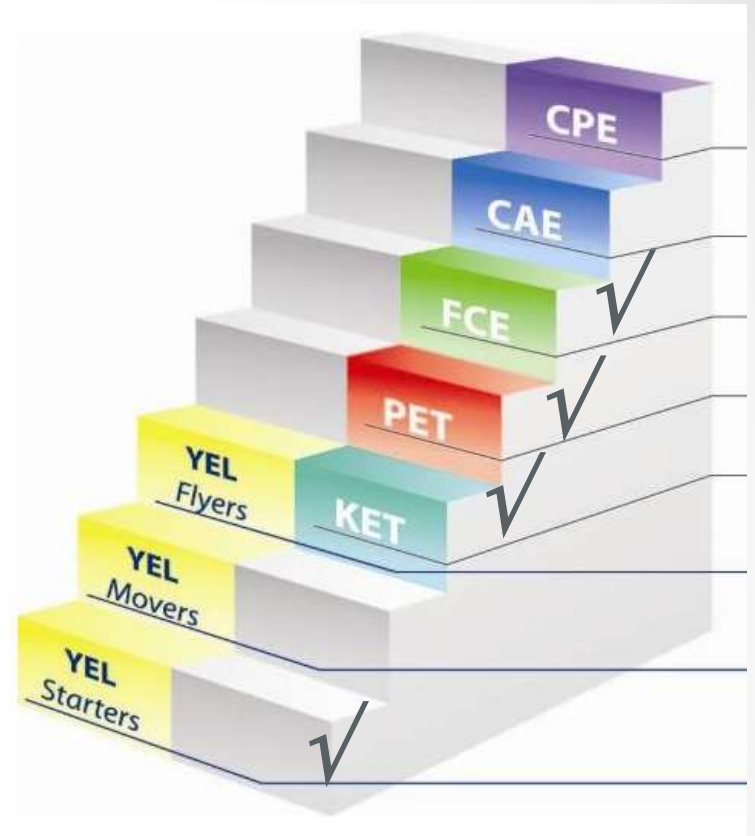 CPE
CAE
√
FCE
√
PET
√
YEL
Flyers
KET
YEL
Movers
YEL
Starters
√